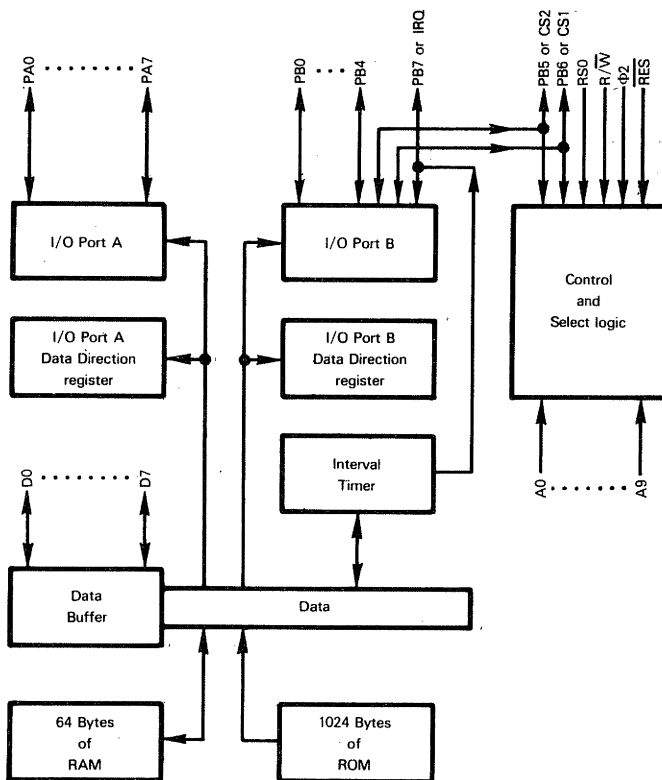 PA0
PA7
PB0
PB4
PB7 or IRQ
PB5 or CS2
PB6 or CS1
RS0
R/W̅
Φ2
R̅E̅S̅
I/O Port A
I/O Port B
Control
and
Select logic
I/O Port A
Data Direction
register
I/O Port B
Data Direction
register
Interval
Timer
D0
D7
A0
A9
Data
Buffer
Data
64 Bytes
of
RAM
1024 Bytes
of
ROM